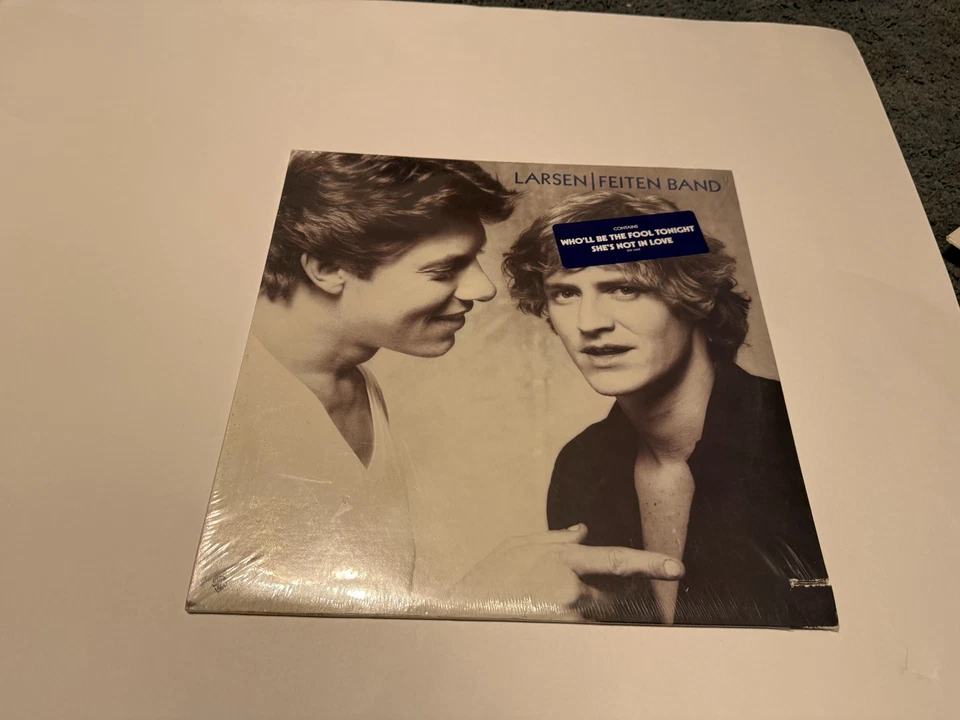 LARSEN|FEITEN BAND
CONTAINS
WHO'LL BE THE FOOL TONIGHT
SHE'S NOT IN LOVE